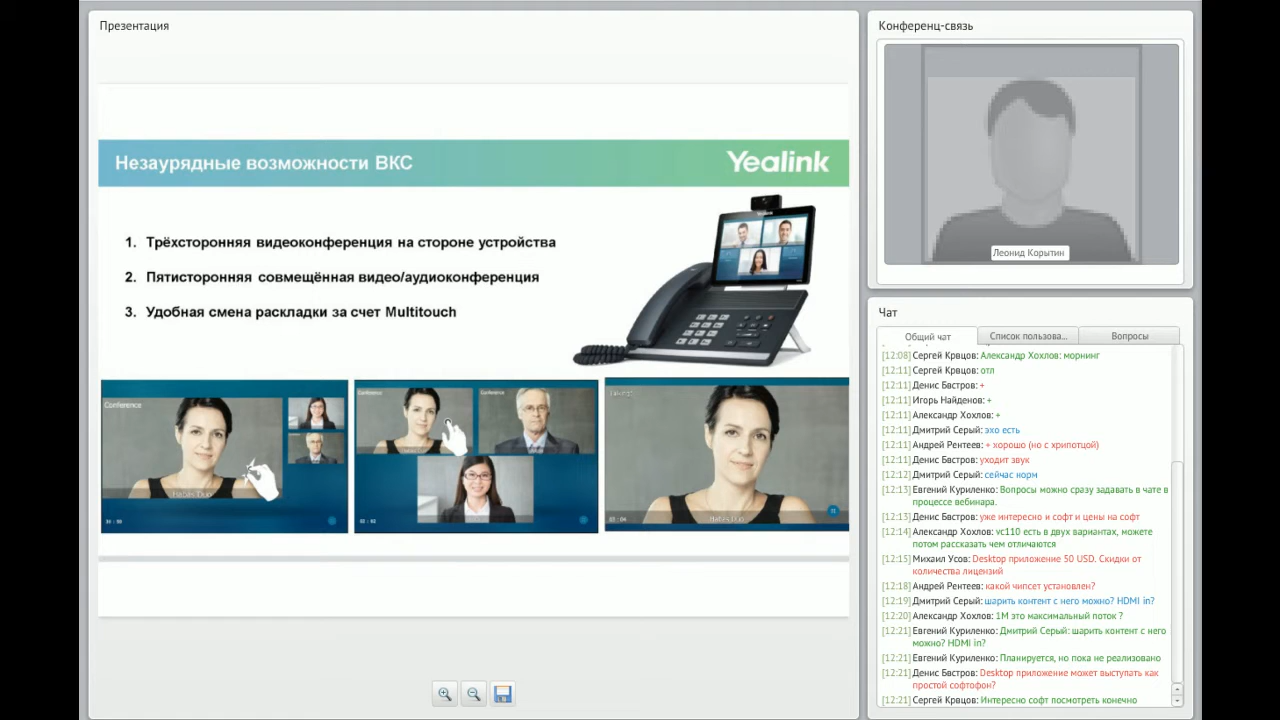 Презентация
Незаурядные возможности ВКС
Yealink
1. Трёхсторонняя видеоконференция на стороне устройства
2. Пятисторонняя совмещённая видео/аудиоконференция
3. Удобная смена раскладки за счет Multitouch
Conference
Conference
Conference
Конференц-связь
Леонид Корытин
Чат
Общий чат
Список пользова...
Вопросы
[12:08] Сергей Крвцов: Александр Хохлов: морнинг
[12:11] Сергей Крвцов: отл
[12:11] Денис Бвстров: +
[12:11] Игорь Найденов: +
[12:11] Александр Хохлов: +
[12:11] Дмитрий Серый: эхо есть
[12:11] Андрей Рентеев: + хорошо (но с хрипотцой)
[12:11] Денис Бвстров: уходит звук
[12:12] Дмитрий Серый: сейчас норм
[12:13] Евгений Куриленко: Вопросы можно сразу задавать в чате в
процессе вебинара.
[12:13] Денис Бвстров: уже интересно и софт и цены на софт
[12:14] Александр Хохлов: vc110 есть в двух вариантах, можете
потом рассказать чем отличаются
[12:15] Михаил Усов: Desktop приложение 50 USD. Скидки от
количества лицензий
[12:18] Андрей Рентеев: какой чипсет установлен?
[12:19] Дмитрий Серый: шарить контент с него можно? HDMI in?
[12:20] Александр Хохлов: 1М это максимальный поток ?
[12:21] Евгений Куриленко: Дмитрий Серый: шарить контент с него
можно? HDMI in?
[12:21] Евгений Куриленко: Планируется, но пока не реализовано
[12:21] Денис Бвстров: Desktop приложение может выступать как
простой софтофон?
[12:21] Сергей Крвцов: Интересно софт посмотреть конечно